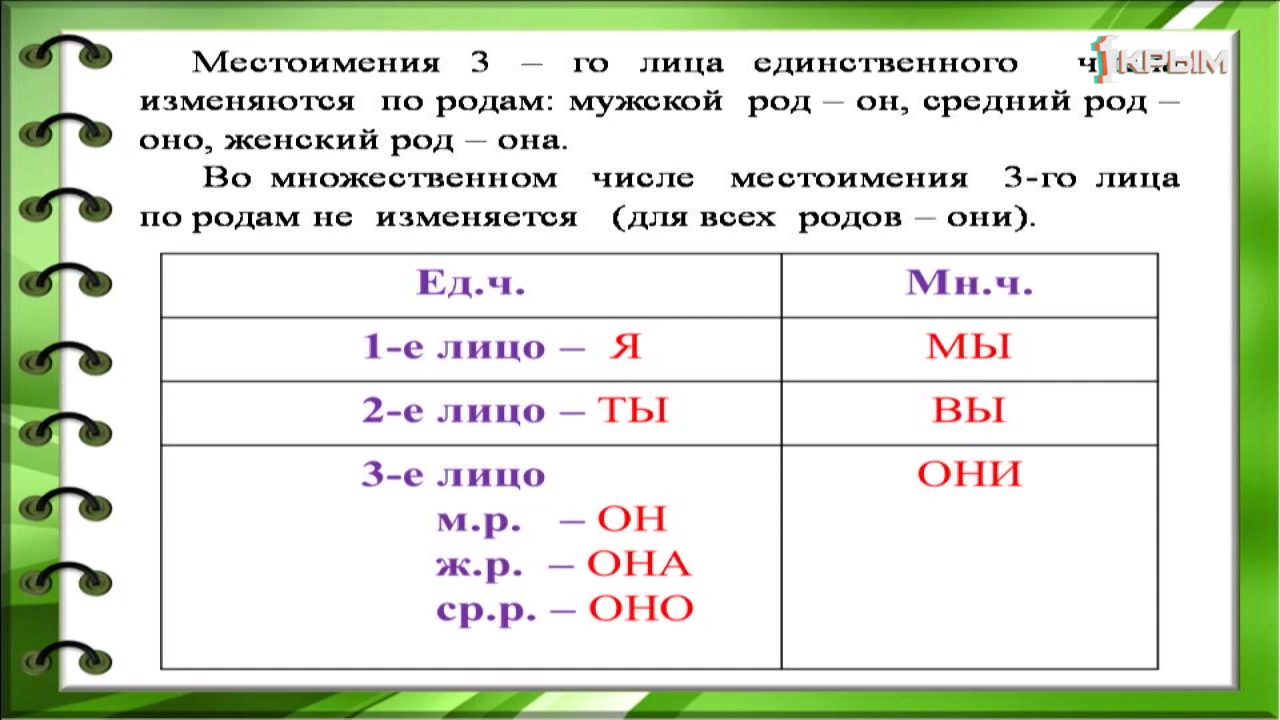 Местоимения 3 – го лица единственного
изменяются по родам: мужской род – он, средний род –
оно, женский род – она.
Во множественном числе местоимения 3-го лица
по родам не изменяется (для всех родов – они).
1КРЫМ
Ед.ч. Мн.ч.
1-е лицо – Я МЫ
2-е лицо – ТЫ ВЫ
3-е лицо ОНИ
м.р. – ОН
ж.р. – ОНА
ср.р. – ОНО